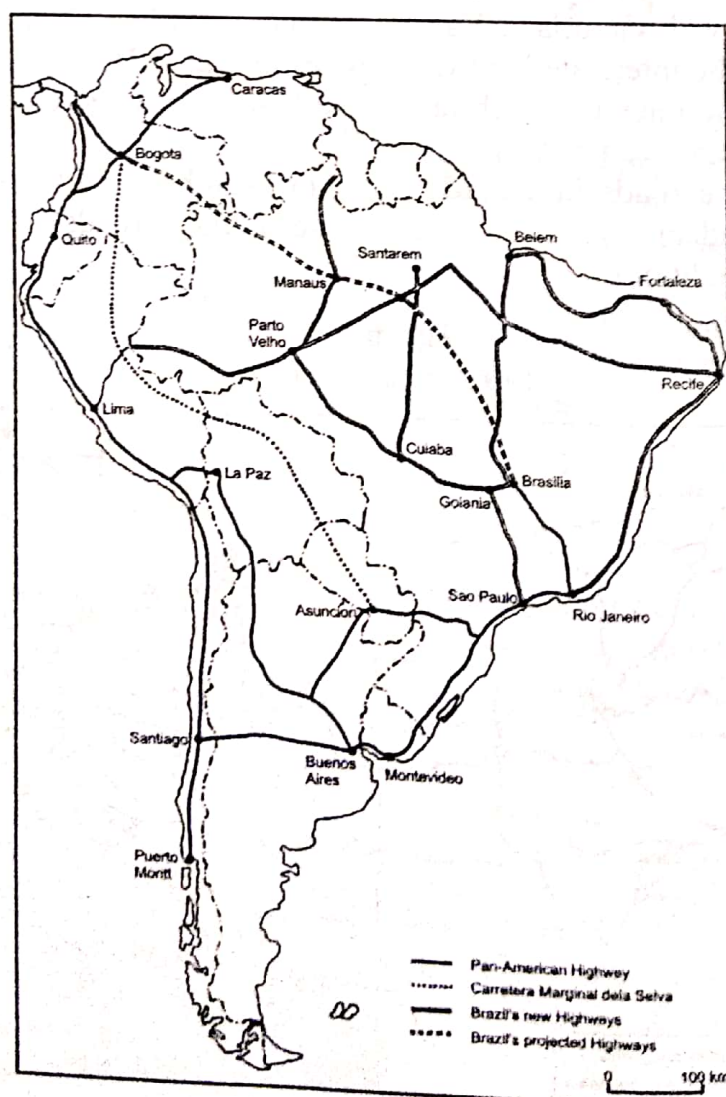 Caracas
Bogota
Quito
Belem
Santarem
Fortaleza
Manaus
Parto
Velho
Recife
Lima
Cuiaba
La Paz
Brasilia
Goiania
Sao Paulo
Asuncion
Rio Janeiro
Santiago
Buenos
Aires
Montevideo
Puerto
Montt
Pan-American Highway
Carretera Marginal dela Selva
Brazil's new Highways
Brazil's projected Highways
0 100 km